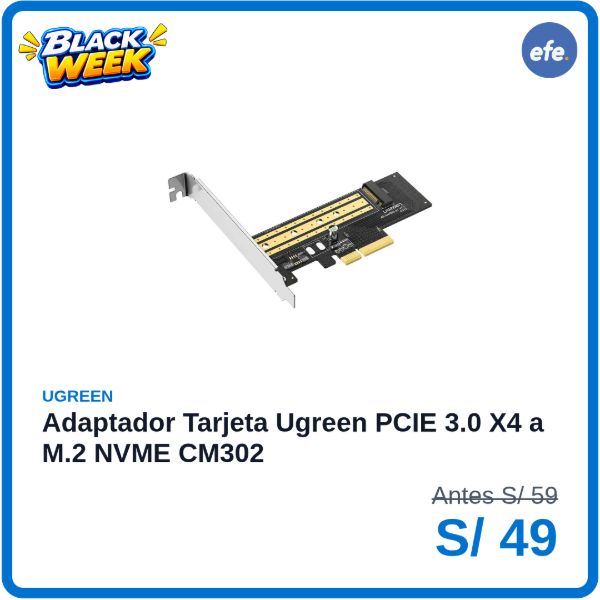 BLACK
WEEK
efe.
UGREEN
Adaptador Tarjeta Ugreen PCIE 3.0 X4 a
M.2 NVME CM302
Antes S/ 59
S/ 49